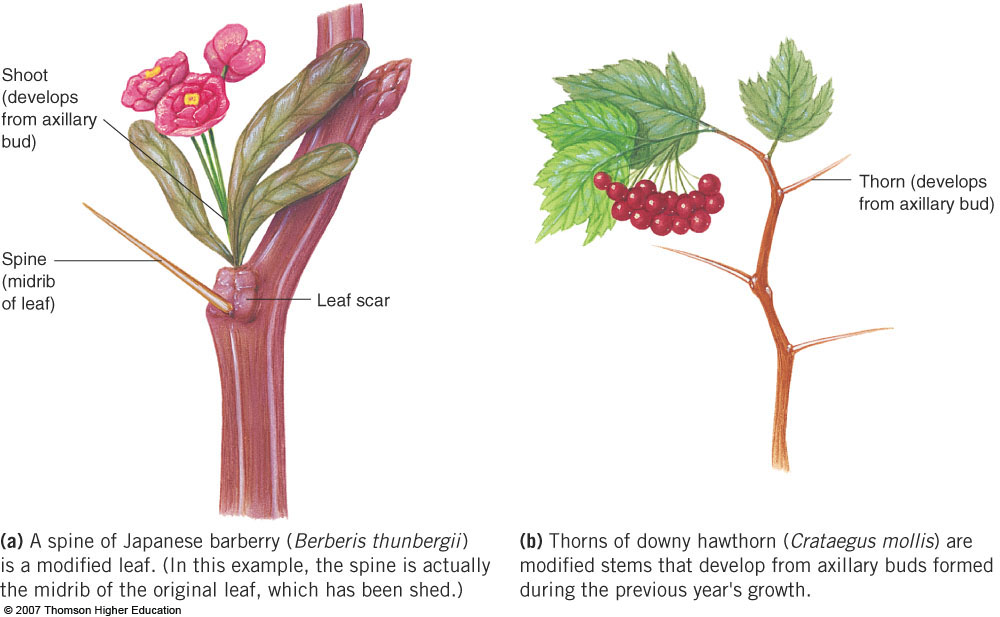 Shoot
(develops
from axillary
bud)
Spine
(midrib
of leaf)
Leaf scar
Thorn (develops
from axillary bud)
(a) A spine of Japanese barberry (Berberis thunbergii)
is a modified leaf. (In this example, the spine is actually
the midrib of the original leaf, which has been shed.)
(b) Thorns of downy hawthorn (Crataegus mollis) are
modified stems that develop from axillary buds formed
during the previous year's growth.
© 2007 Thomson Higher Education